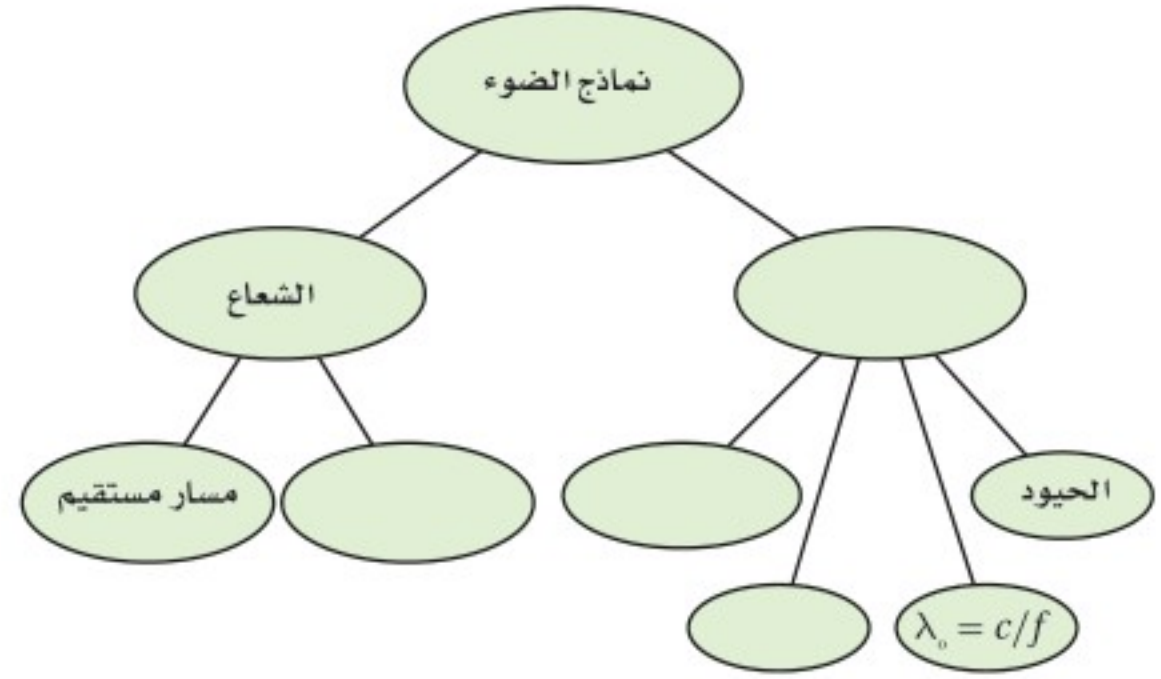 نماذج الضوء
الشعاع
مسار مستقيم
الحيود
λ₀ = c/f